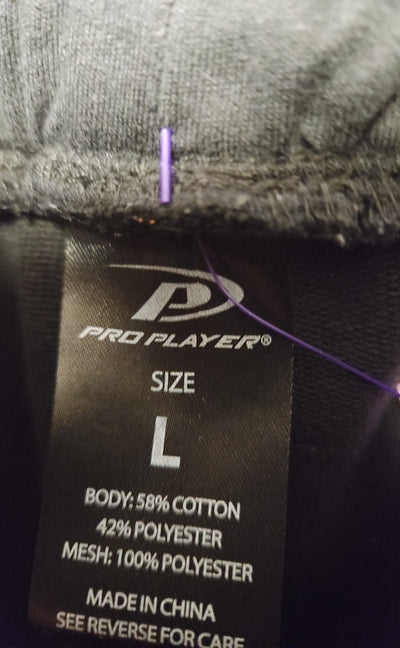 PRO PLAYER®
SIZE
L
BODY: 58% COTTON
42% POLYESTER
MESH: 100% POLYESTER
MADE IN CHINA
SEE REVERSE FOR CARE